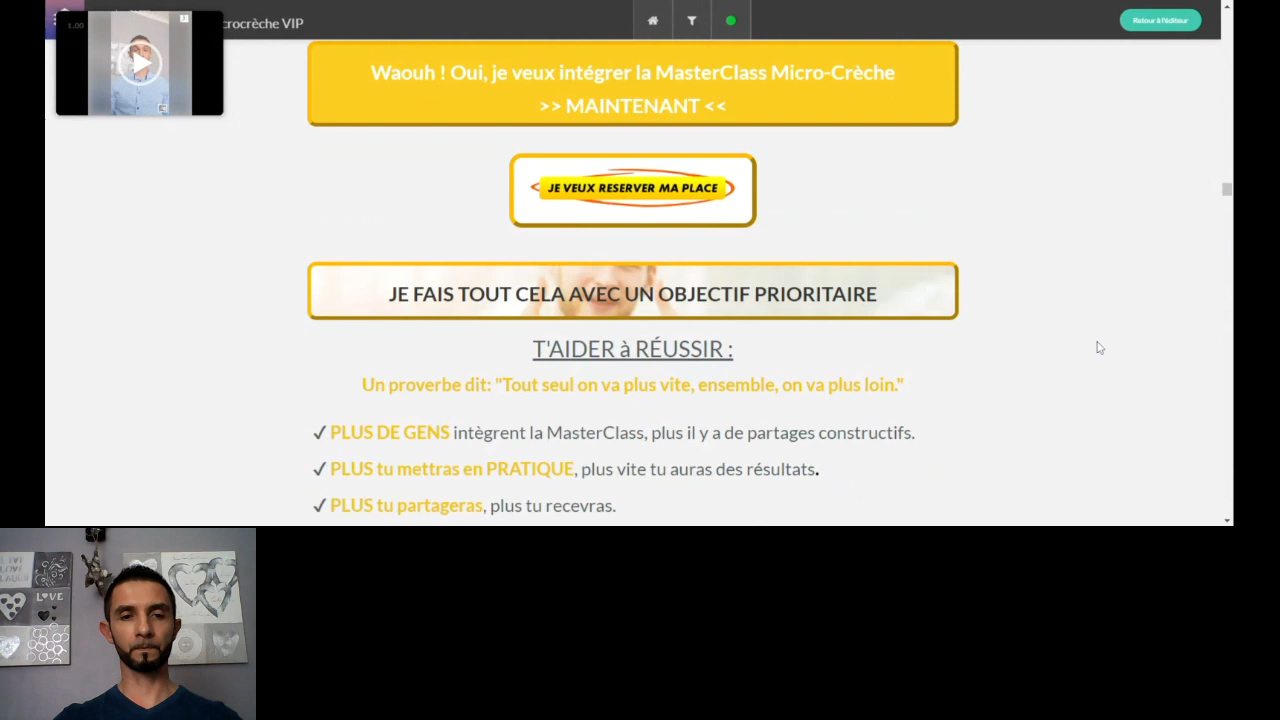 1.00
crocrèche VIP
Retour à l'éditeur
Waouh ! Oui, je veux intégrer la MasterClass Micro-Crèche
>> MAINTENANT <<
JE VEUX RESERVER MA PLACE
JE FAIS TOUT CELA AVEC UN OBJECTIF PRIORITAIRE
T'AIDER à RÉUSSIR :
Un proverbe dit: "Tout seul on va plus vite, ensemble, on va plus loin."
✓ PLUS DE GENS intègrent la MasterClass, plus il y a de partages constructifs.
✓ PLUS tu mettras en PRATIQUE, plus vite tu auras des résultats.
✓ PLUS tu partageras, plus tu recevras.
LOVE